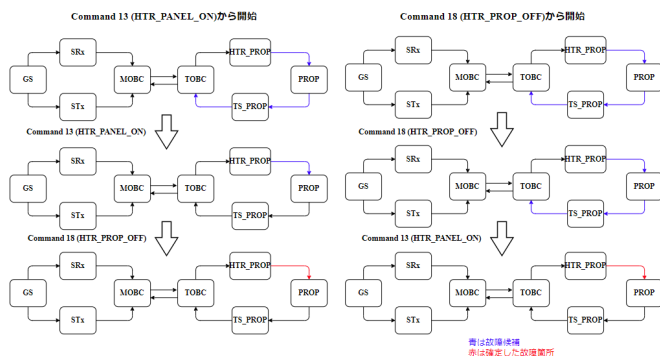 Command 13 (HTR_PANEL_ON)から開始
SRx
HTR_PROP
GS
MOBC
TOBC
PROP
STx
TS_PROP
Command 13 (HTR_PANEL_ON)
SRx
HTR_PROP
GS
MOBC
TOBC
PROP
STx
TS_PROP
Command 18 (HTR_PROP_OFF)
SRx
HTR_PROP
GS
MOBC
TOBC
PROP
STx
TS_PROP
Command 18 (HTR_PROP_OFF)から開始
SRx
HTR_PROP
GS
MOBC
TOBC
PROP
STx
TS_PROP
Command 18 (HTR_PROP_OFF)
SRx
HTR_PROP
GS
MOBC
TOBC
PROP
STx
TS_PROP
Command 13 (HTR_PANEL_ON)
SRx
HTR_PROP
GS
MOBC
TOBC
PROP
STx
TS_PROP
青は故障候補
赤は確定した故障箇所